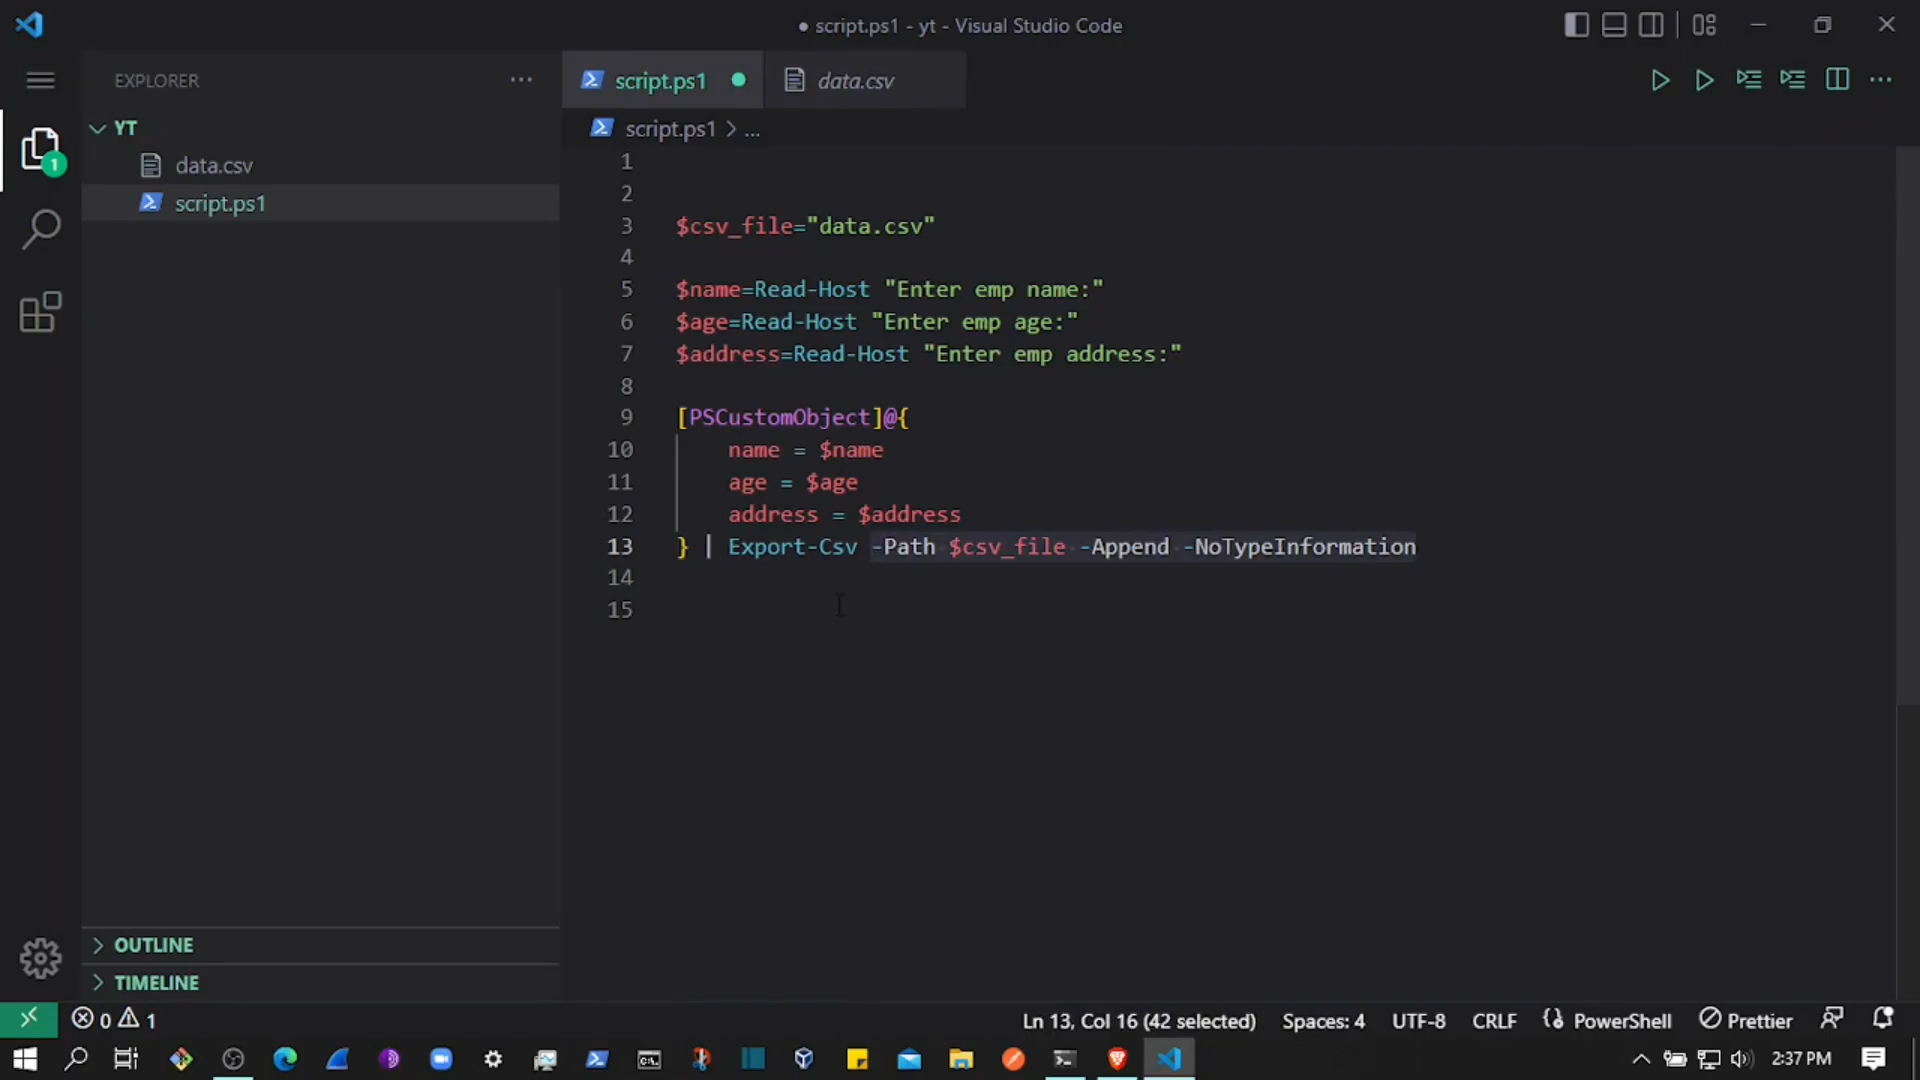 ● script.ps1 - yt - Visual Studio Code
EXPLORER
script.ps1
data.csv
YT
script.ps1 > ...
1
data.csv
script.ps1
1
2
3 $csv_file="data.csv"
4
5 $name=Read-Host "Enter emp name:"
6 $age=Read-Host "Enter emp age:"
7 $address=Read-Host "Enter emp address:"
8
9 [PSCustomObject]@{
10 name = $name
11 age = $age
12 address = $address
13 } | Export-Csv -Path $csv_file -Append -NoTypeInformation
14
15
OUTLINE
TIMELINE
0 1 Ln 13, Col 16 (42 selected) Spaces: 4 UTF-8 CRLF PowerShell Prettier
2:37 PM